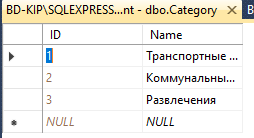 BD-KIP\SQLEXPRESS...nt - dbo.Category
ID Name
1 Транспортные ...
2 Коммунальны...
3 Развлечения
NULL NULL